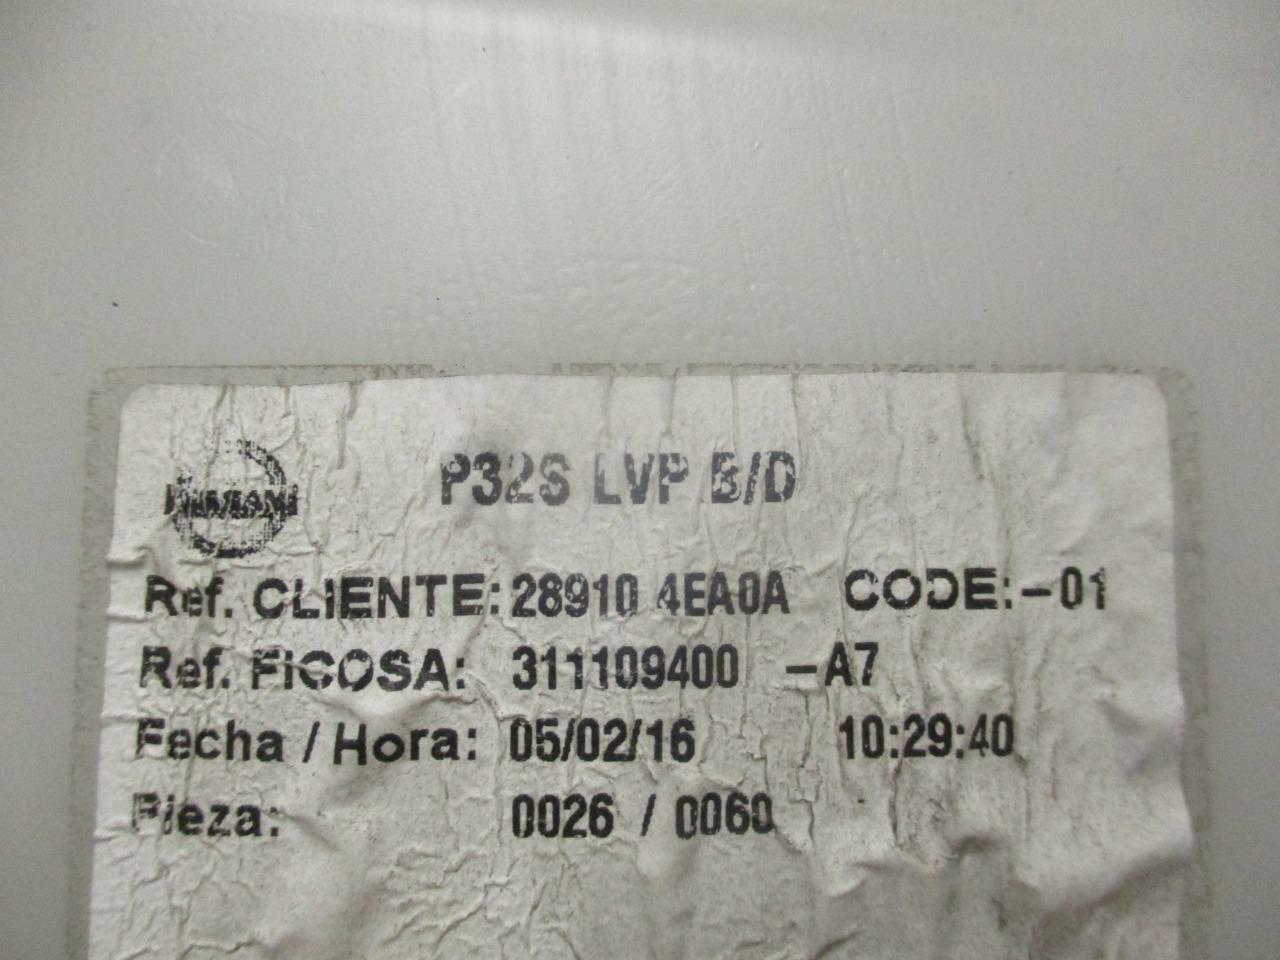 NISSAN
P32S LVP B/D
Ref. CLIENTE: 28910 4EA0A CODE:-01
Ref. FICOSA: 311109400 -A7
Fecha / Hora: 05/02/16 10:29:40
Pieza: 0026 / 0060